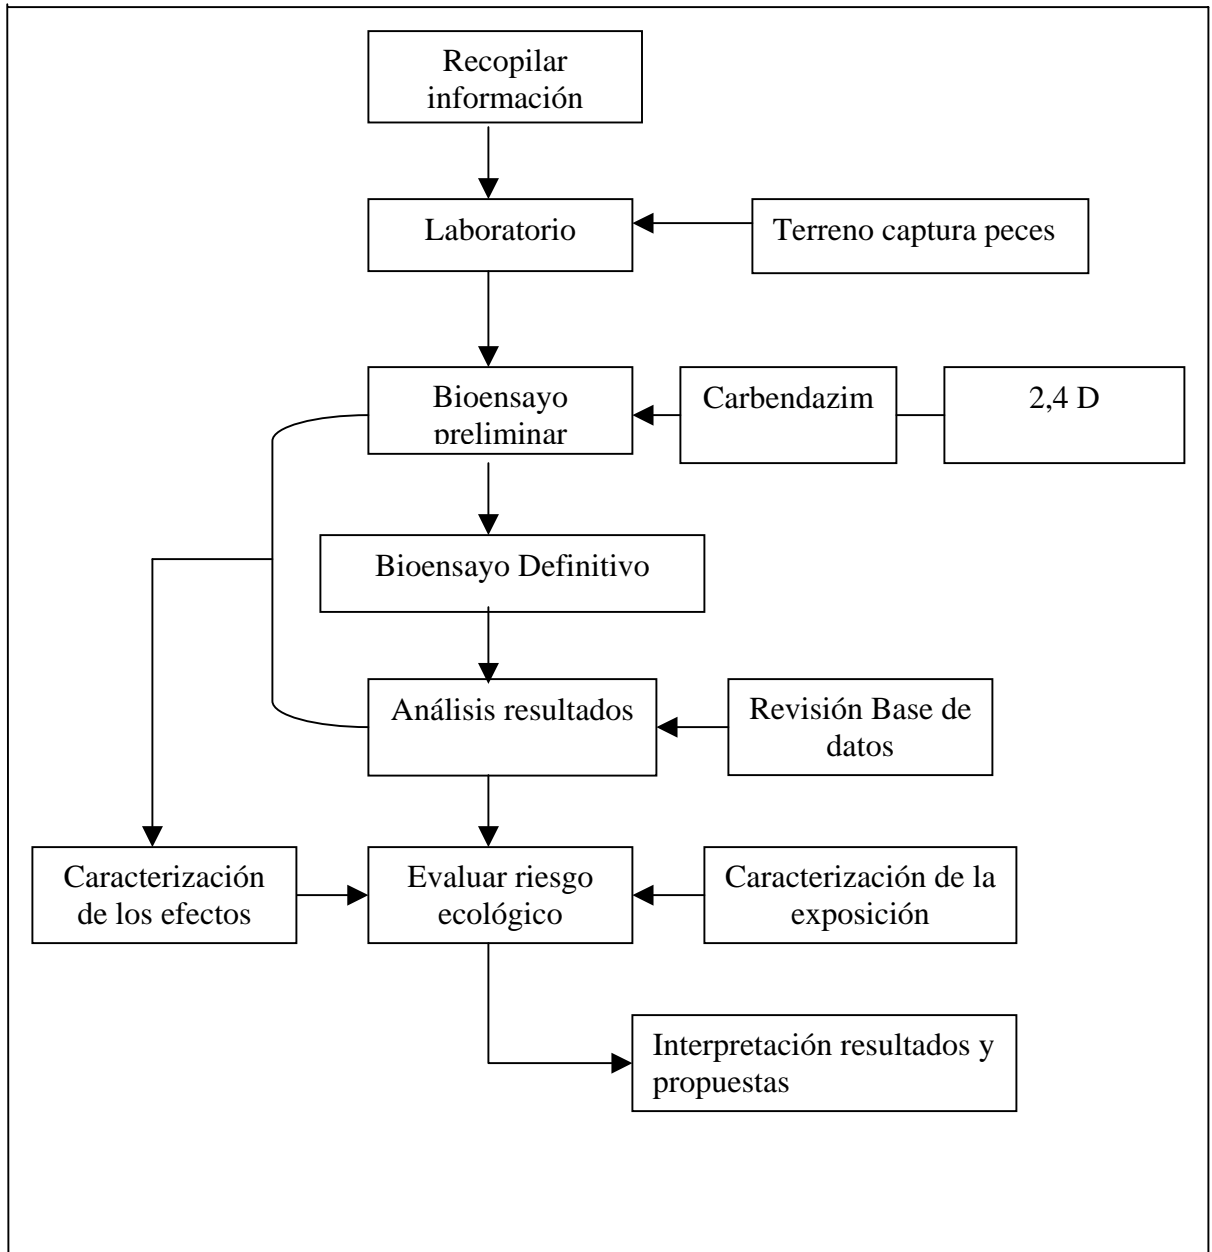 Recopilar
información
Laboratorio
Terreno captura peces
Bioensayo
preliminar
Carbendazim
2,4 D
Bioensayo Definitivo
Análisis resultados
Revisión Base de
datos
Caracterización
de los efectos
Evaluar riesgo
ecológico
Caracterización de la
exposición
Interpretación resultados y
propuestas